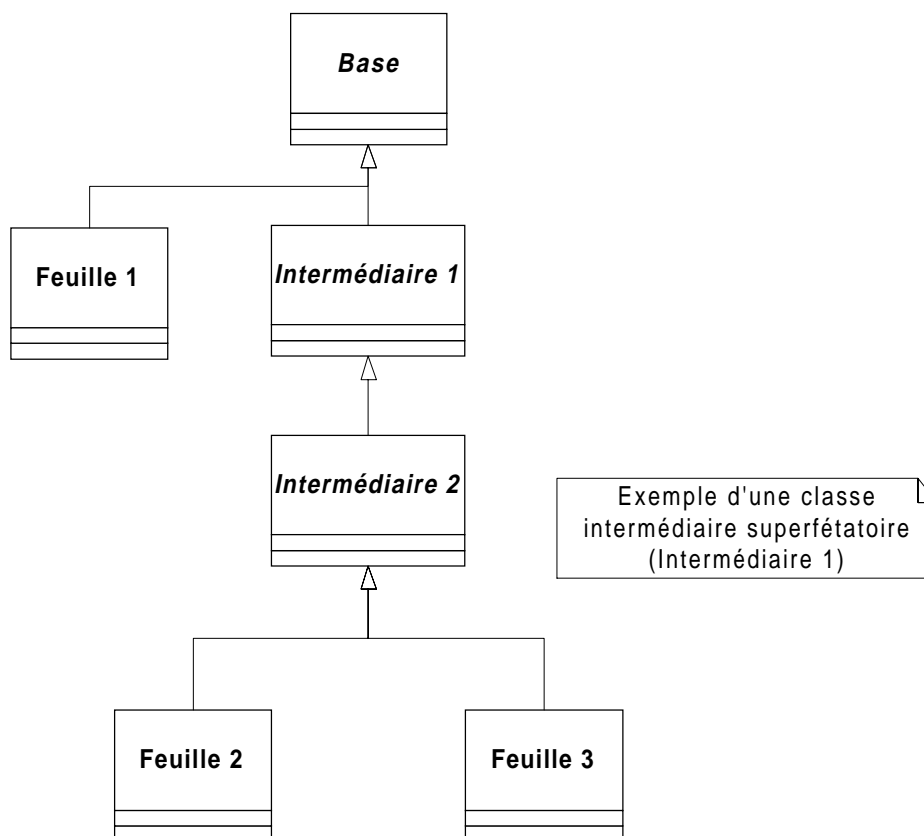 Base
Feuille 1
Intermédiaire 1
Intermédiaire 2
Exemple d'une classe
intermédiaire superfétatoire
(Intermédiaire 1)
Feuille 2
Feuille 3